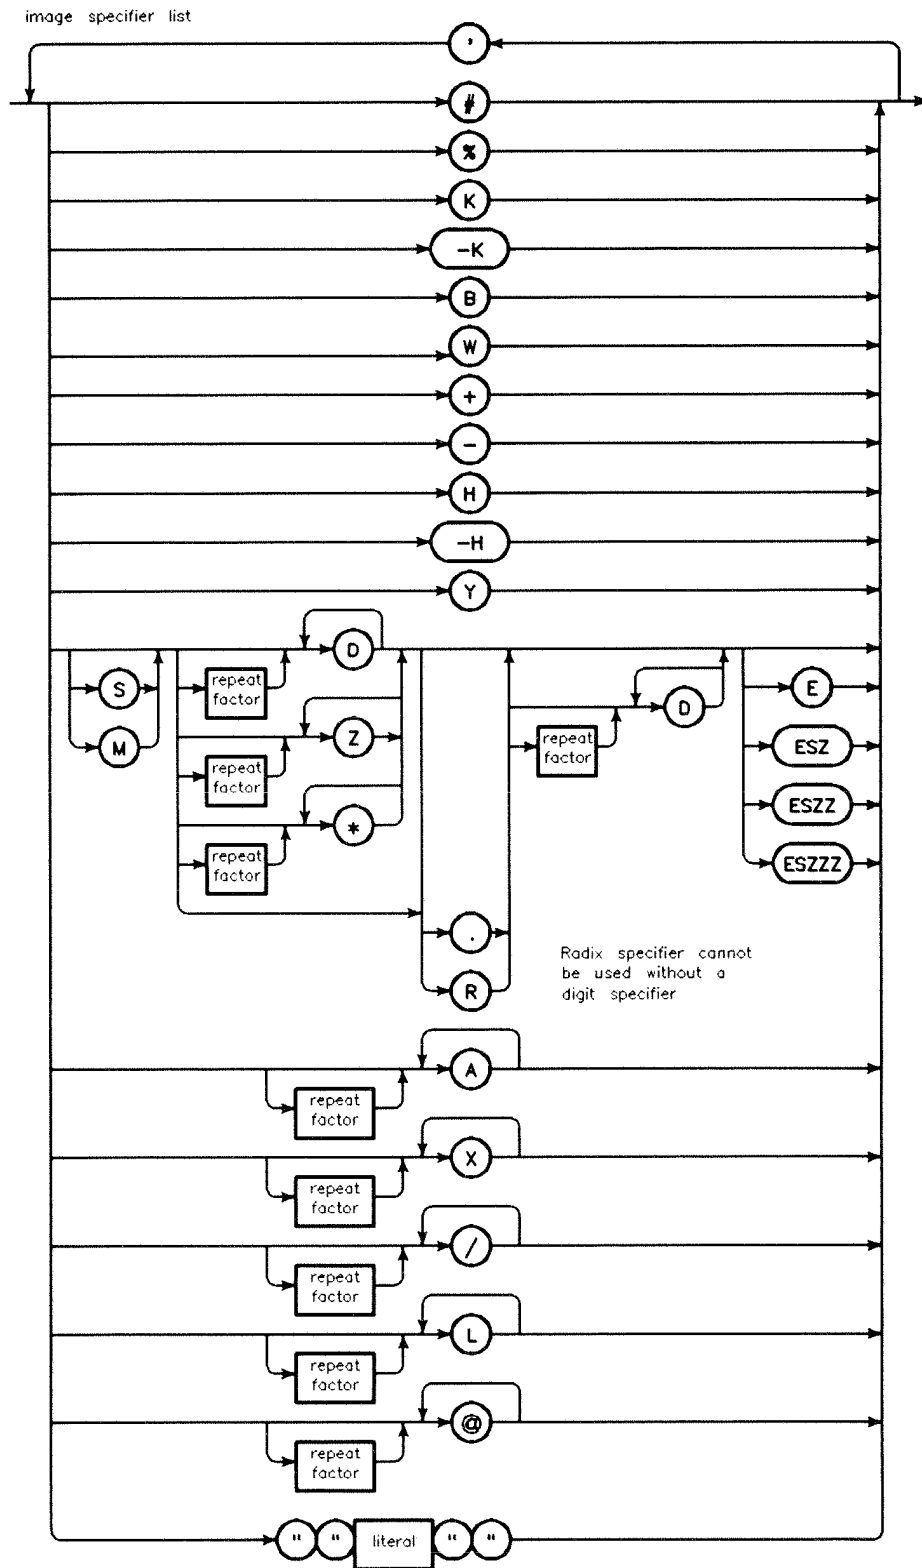 image specifier list
,
#
%
K
-K
B
W
+
-
H
-H
Y
D
S
repeat factor
E
D
M
Z
repeat factor
ESZ
repeat factor
ESZZ
*
repeat factor
ESZZZ
.
R
Radix specifier cannot
be used without a
digit specifier
A
repeat factor
X
repeat factor
/
repeat factor
L
repeat factor
@
repeat factor
" " literal " "